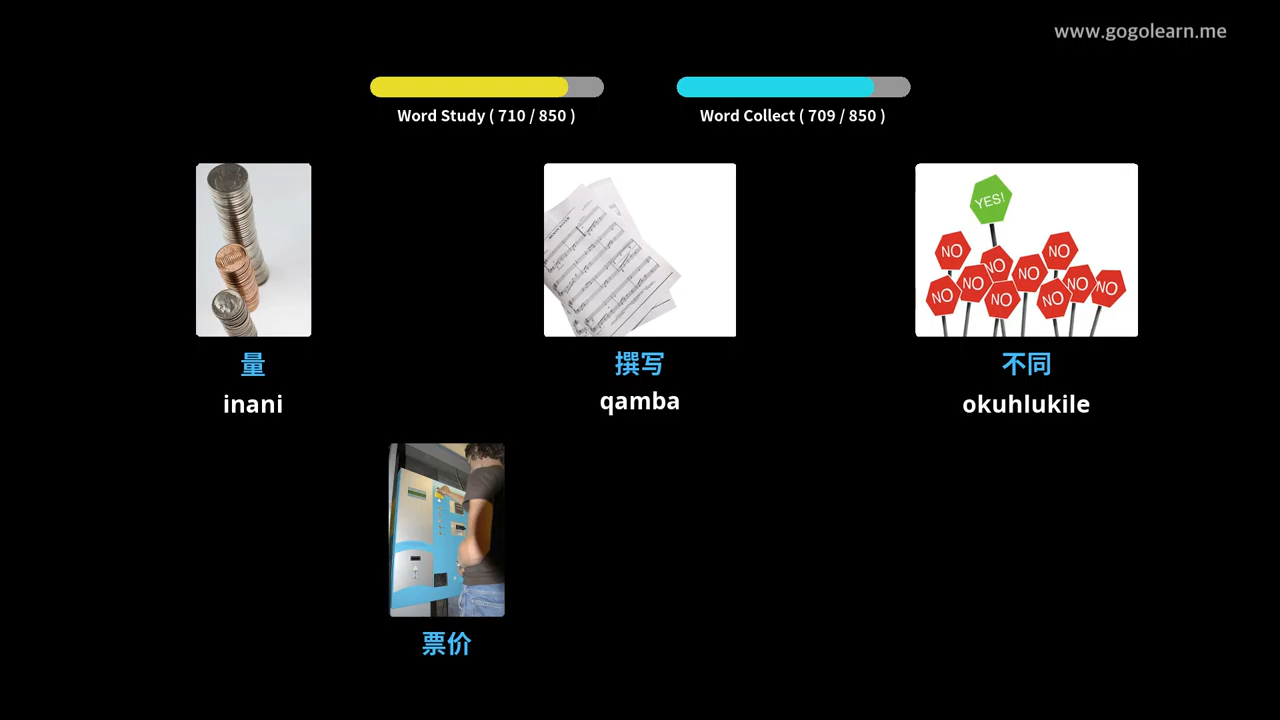 www.gogolearn.me
Word Study ( 710 / 850 )
Word Collect ( 709 / 850 )
YES!
NO
NO
NO
NO
NO
NO
NO
NO
NO
NO
量
inani
撰写
qamba
不同
okuhlukile
票价